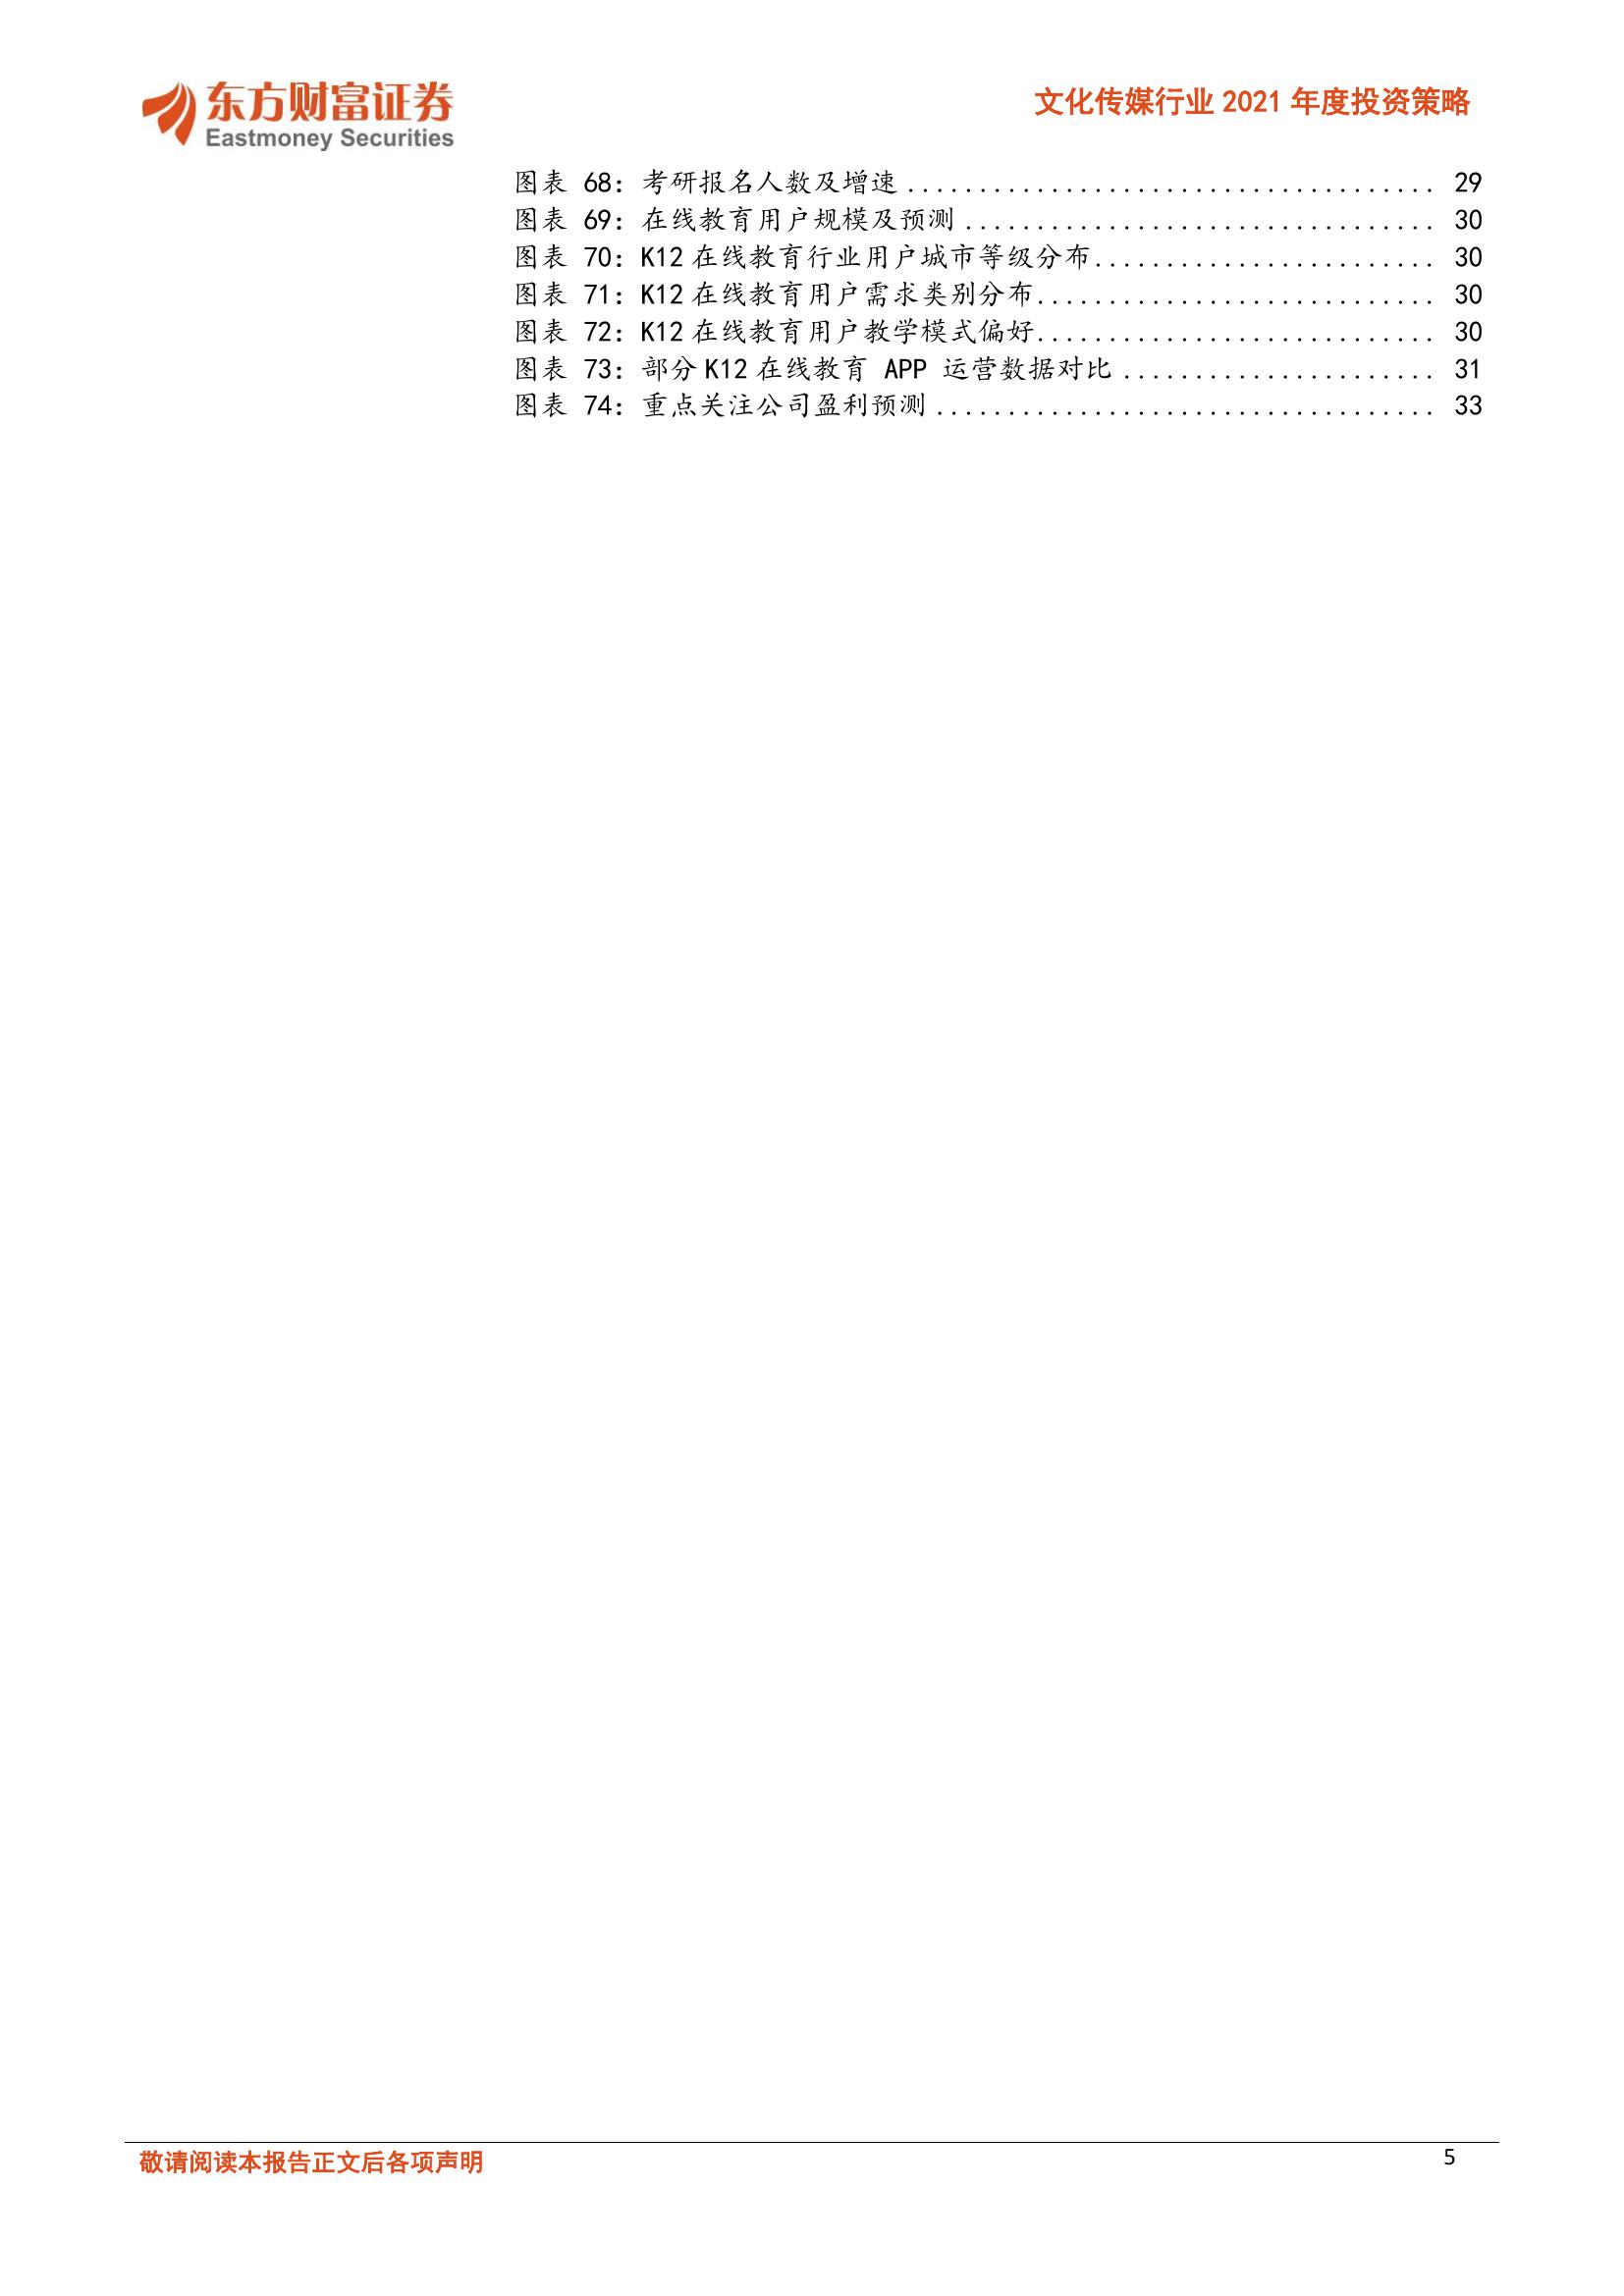 东方财富证券
Eastmoney Securities
文化传媒行业 2021 年度投资策略
图表 68：考研报名人数及增速 ..................................... 29
图表 69：在线教育用户规模及预测 ................................. 30
图表 70：K12 在线教育行业用户城市等级分布........................ 30
图表 71：K12 在线教育用户需求类别分布............................ 30
图表 72：K12 在线教育用户教学模式偏好............................ 30
图表 73：部分 K12 在线教育 APP 运营数据对比 ...................... 31
图表 74：重点关注公司盈利预测 ................................... 33
敬请阅读本报告正文后各项声明
5